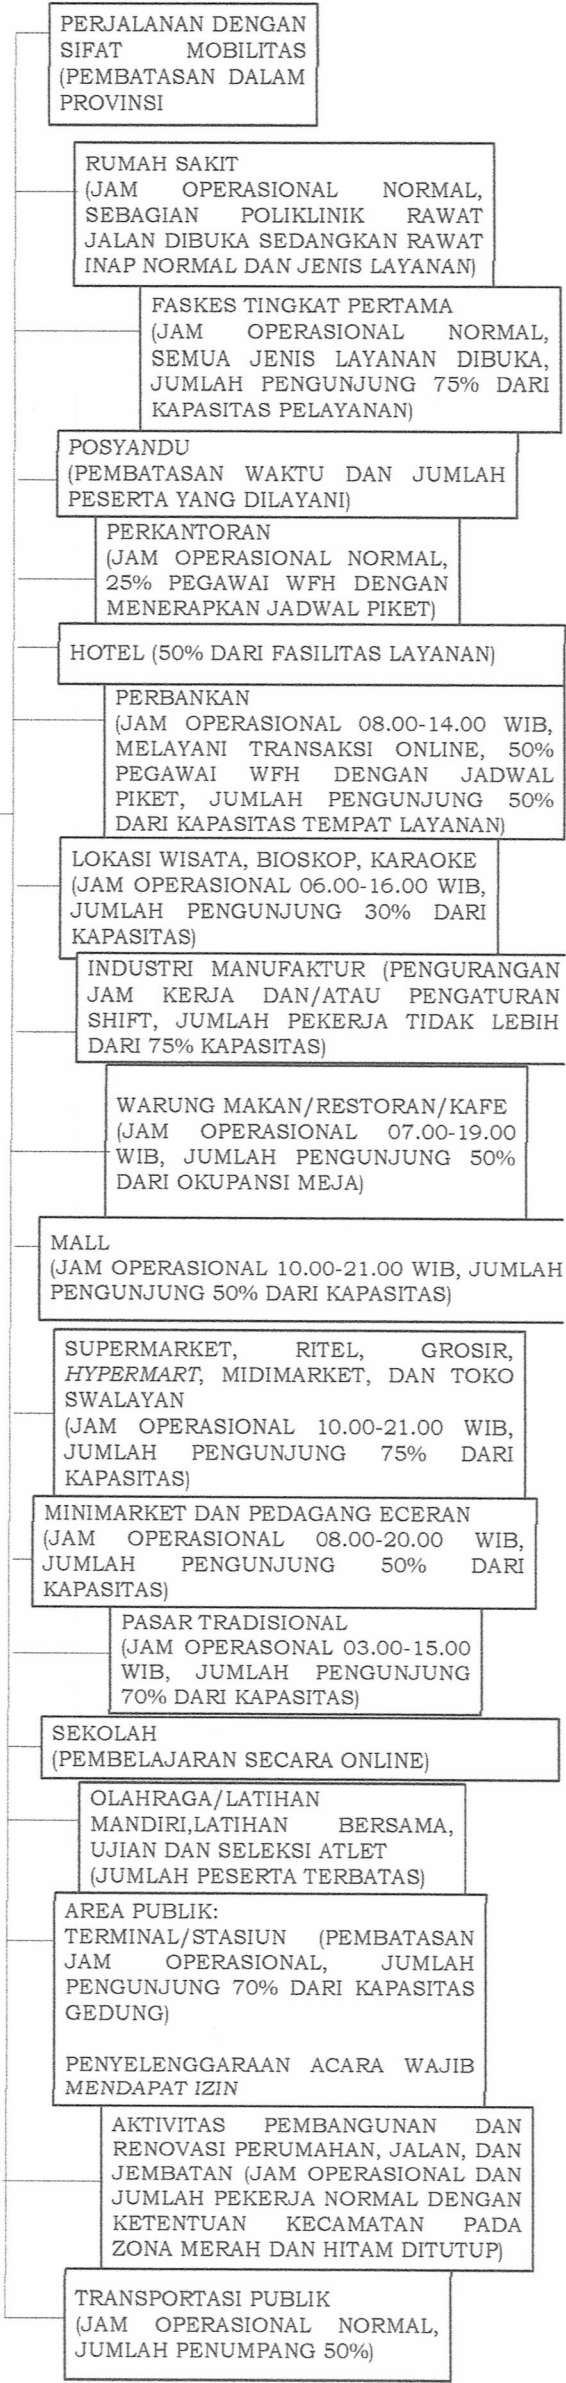 PERJALANAN DENGAN
SIFAT MOBILITAS
(PEMBATASAN DALAM
PROVINSI
RUMAH SAKIT
(JAM OPERASIONAL NORMAL,
SEBAGIAN POLIKLINIK RAWAT
JALAN DIBUKA SEDANGKAN RAWAT
INAP NORMAL DAN JENIS LAYANAN)
FASKES TINGKAT PERTAMA
(JAM OPERASIONAL NORMAL,
SEMUA JENIS LAYANAN DIBUKA,
JUMLAH PENGUNJUNG 75% DARI
KAPASITAS PELAYANAN)
POSYANDU
(PEMBATASAN WAKTU DAN JUMLAH
PESERTA YANG DILAYANI)
PERKANTORAN
(JAM OPERASIONAL NORMAL,
25% PEGAWAI WFH DENGAN
MENERAPKAN JADWAL PIKET)
HOTEL (50% DARI FASILITAS LAYANAN)
PERBANKAN
(JAM OPERASIONAL 08.00-14.00 WIB,
MELAYANI TRANSAKSI ONLINE, 50%
PEGAWAI WFH DENGAN JADWAL
PIKET, JUMLAH PENGUNJUNG 50%
DARI KAPASITAS TEMPAT LAYANAN)
LOKASI WISATA, BIOSKOP, KARAOKE
(JAM OPERASIONAL 06.00-16.00 WIB,
JUMLAH PENGUNJUNG 30% DARI
KAPASITAS)
INDUSTRI MANUFAKTUR (PENGURANGAN
JAM KERJA DAN/ATAU PENGATURAN
SHIFT, JUMLAH PEKERJA TIDAK LEBIH
DARI 75% KAPASITAS)
WARUNG MAKAN/RESTORAN/KAFE
(JAM OPERASIONAL 07.00-19.00
WIB, JUMLAH PENGUNJUNG 50%
DARI OKUPANSI MEJA)
MALL
(JAM OPERASIONAL 10.00-21.00 WIB, JUMLAH
PENGUNJUNG 50% DARI KAPASITAS)
SUPERMARKET, RITEL, GROSIR,
HYPERMART, MIDIMARKET, DAN TOKO
SWALAYAN
(JAM OPERASIONAL 10.00-21.00 WIB,
JUMLAH PENGUNJUNG 75% DARI
KAPASITAS)
MINIMARKET DAN PEDAGANG ECERAN
(JAM OPERASIONAL 08.00-20.00 WIB,
JUMLAH PENGUNJUNG 50% DARI
KAPASITAS)
PASAR TRADISIONAL
(JAM OPERASONAL 03.00-15.00
WIB, JUMLAH PENGUNJUNG
70% DARI KAPASITAS)
SEKOLAH
(PEMBELAJARAN SECARA ONLINE)
OLAHRAGA/LATIHAN
MANDIRI,LATIHAN BERSAMA,
UJIAN DAN SELEKSI ATLET
(JUMLAH PESERTA TERBATAS)
AREA PUBLIK:
TERMINAL/STASIUN (PEMBATASAN
JAM OPERASIONAL, JUMLAH
PENGUNJUNG 70% DARI KAPASITAS
GEDUNG)
PENYELENGGARAAN ACARA WAJIB
MENDAPAT IZIN
AKTIVITAS PEMBANGUNAN DAN
RENOVASI PERUMAHAN, JALAN, DAN
JEMBATAN (JAM OPERASIONAL DAN
JUMLAH PEKERJA NORMAL DENGAN
KETENTUAN KECAMATAN PADA
ZONA MERAH DAN HITAM DITUTUP)
TRANSPORTASI PUBLIK
(JAM OPERASIONAL NORMAL,
JUMLAH PENUMPANG 50%)